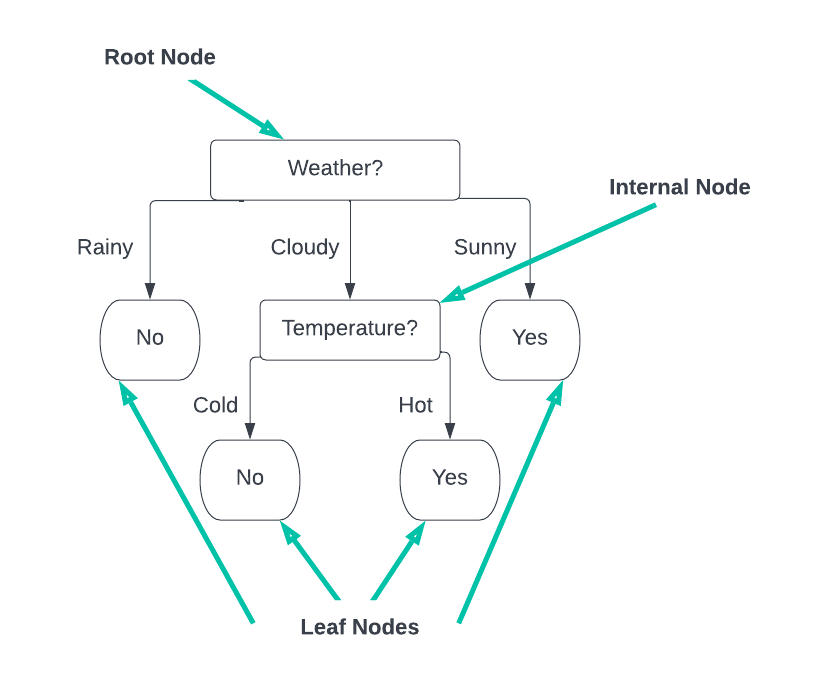 Root Node
Weather?
Internal Node
Rainy
Cloudy
Sunny
No
Temperature?
Yes
Cold
Hot
No
Yes
Leaf Nodes